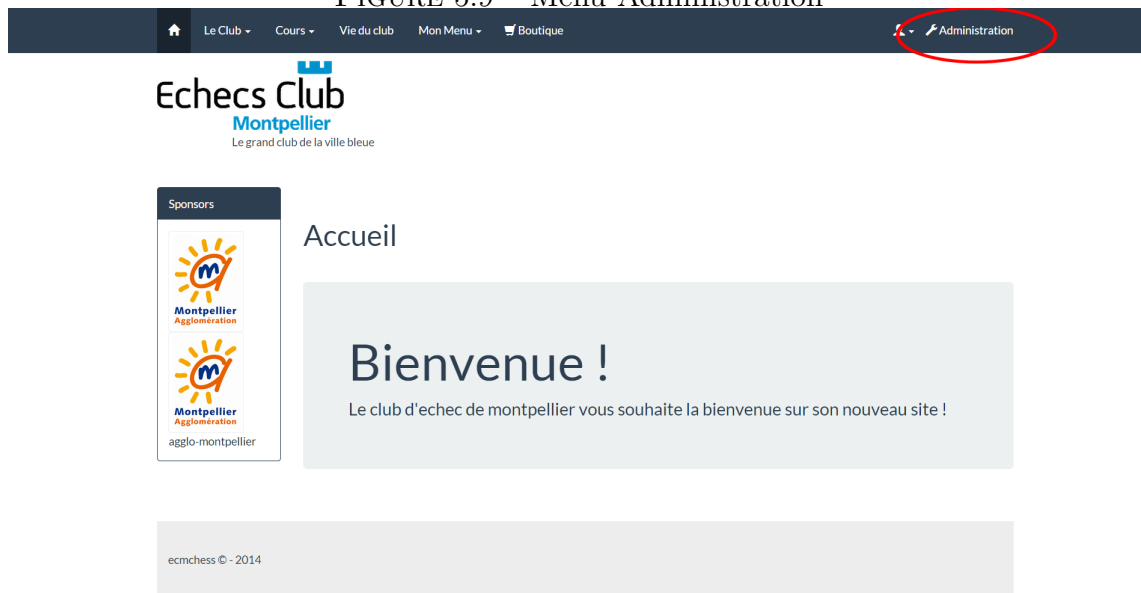 Le Club Cours Vie du club Mon Menu Boutique Administration
Echecs Club
Montpellier
Le grand club de la ville bleue
Sponsors
Montpellier
Agglomération
Montpellier
Agglomération
agglo-montpellier
Accueil
Bienvenue !
Le club d'echec de montpellier vous souhaite la bienvenue sur son nouveau site !
ecmchess © - 2014